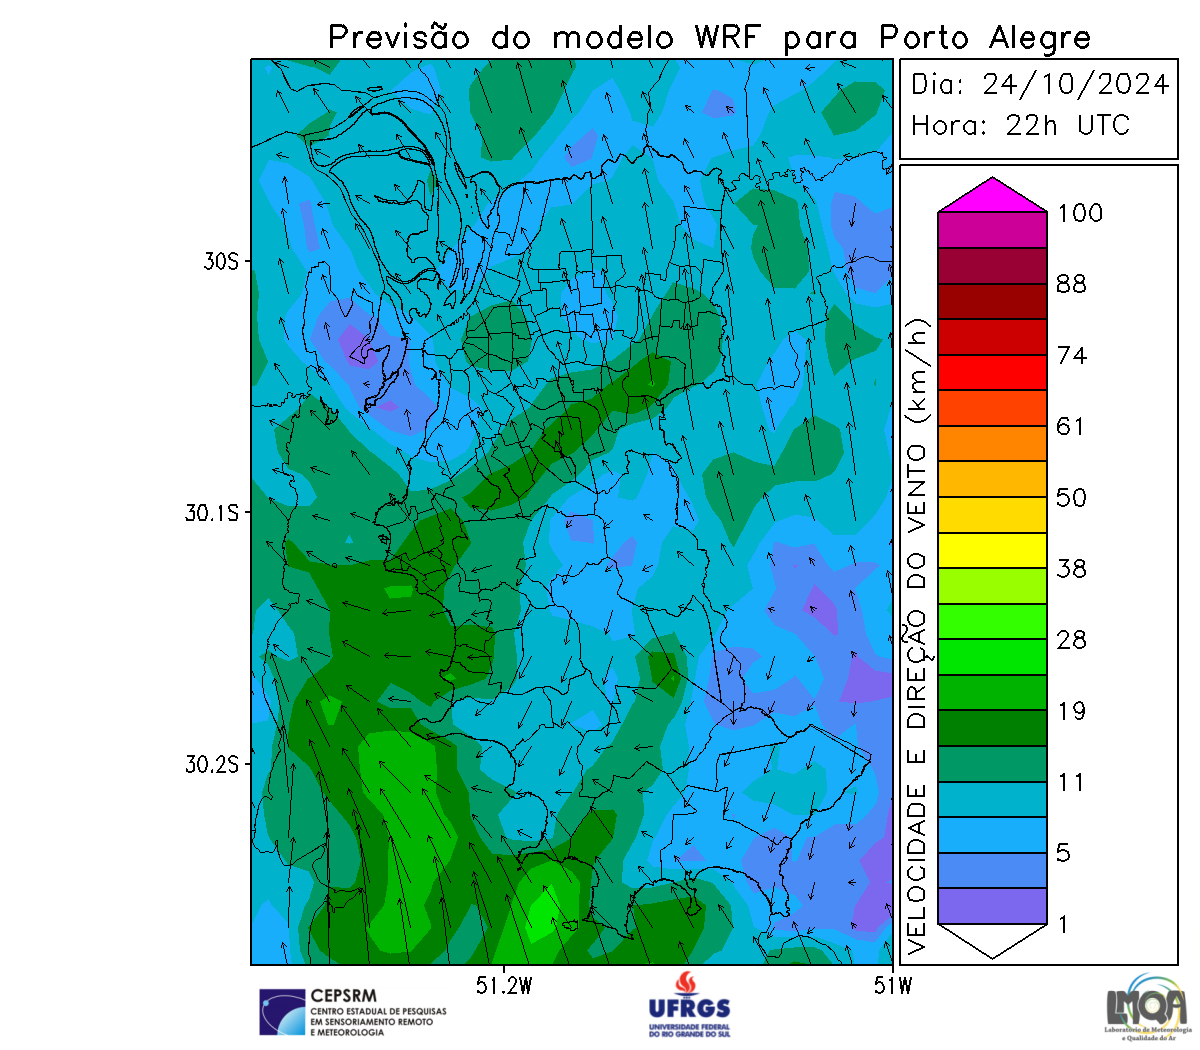 Previsão do modelo WRF para Porto Alegre
Dia: 24/10/2024
Hora: 22h UTC
30S
30.1S
30.2S
51.2W
51W
VELOCIDADE E DIREÇÃO DO VENTO (km/h)
100
88
74
61
50
38
28
19
11
5
1
CEPSRM
CENTRO ESTADUAL DE PESQUISAS
EM SENSORIAMENTO REMOTO
E METEOROLOGIA
UFRGS
UNIVERSIDADE FEDERAL
DO RIO GRANDE DO SUL
LMQA
Laboratório de Meteorologia
e Qualidade do Ar